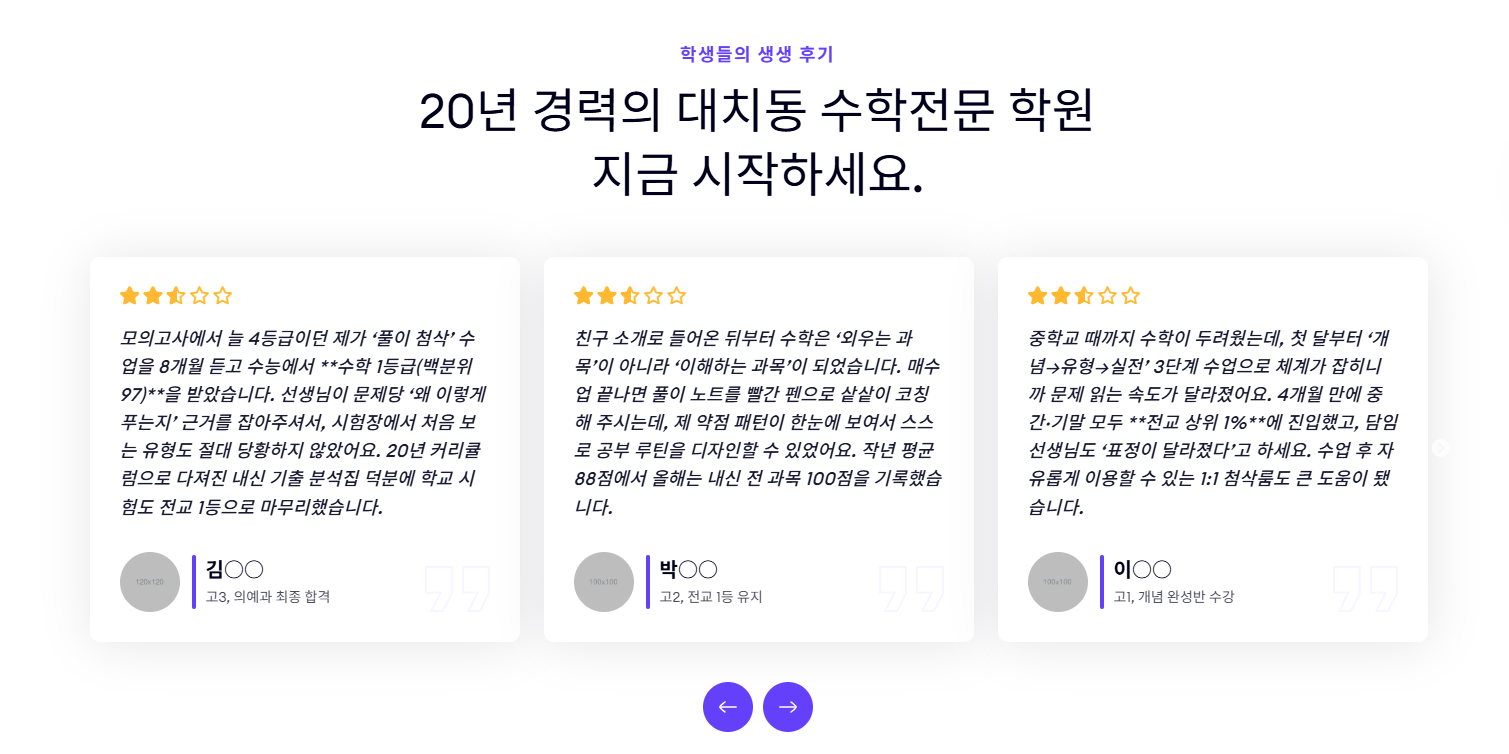 학생들의 생생 후기
20년 경력의 대치동 수학전문 학원
지금 시작하세요.
모의고사에서 늘 4등급이던 제가 ‘풀이 첨삭’ 수
업을 8개월 듣고 수능에서 **수학 1등급(백분위
97)**을 받았습니다. 선생님이 문제당 ‘왜 이렇게
푸는지’ 근거를 잡아주셔서, 시험장에서 처음 보
는 유형도 절대 당황하지 않았어요. 20년 커리큘
럼으로 다져진 내신 기출 분석집 덕분에 학교 시
험도 전교 1등으로 마무리했습니다.
120x120
김〇〇
고3, 의예과 최종 합격
친구 소개로 들어온 뒤부터 수학은 ‘외우는 과
목’이 아니라 ‘이해하는 과목’이 되었습니다. 매수
업 끝나면 풀이 노트를 빨간 펜으로 샅샅이 코칭
해 주시는데, 제 약점 패턴이 한눈에 보여서 스스
로 공부 루틴을 디자인할 수 있었어요. 작년 평균
88점에서 올해는 내신 전 과목 100점을 기록했습
니다.
100x100
박〇〇
고2, 전교 1등 유지
중학교 때까지 수학이 두려웠는데, 첫 달부터 ‘개
념→유형→실전’ 3단계 수업으로 체계가 잡히니
까 문제 읽는 속도가 달라졌어요. 4개월 만에 중
간·기말 모두 **전교 상위 1%**에 진입했고, 담임
선생님도 ‘표정이 달라졌다’고 하세요. 수업 후 자
유롭게 이용할 수 있는 1:1 첨삭룸도 큰 도움이 됐
습니다.
100x100
이〇〇
고1, 개념 완성반 수강